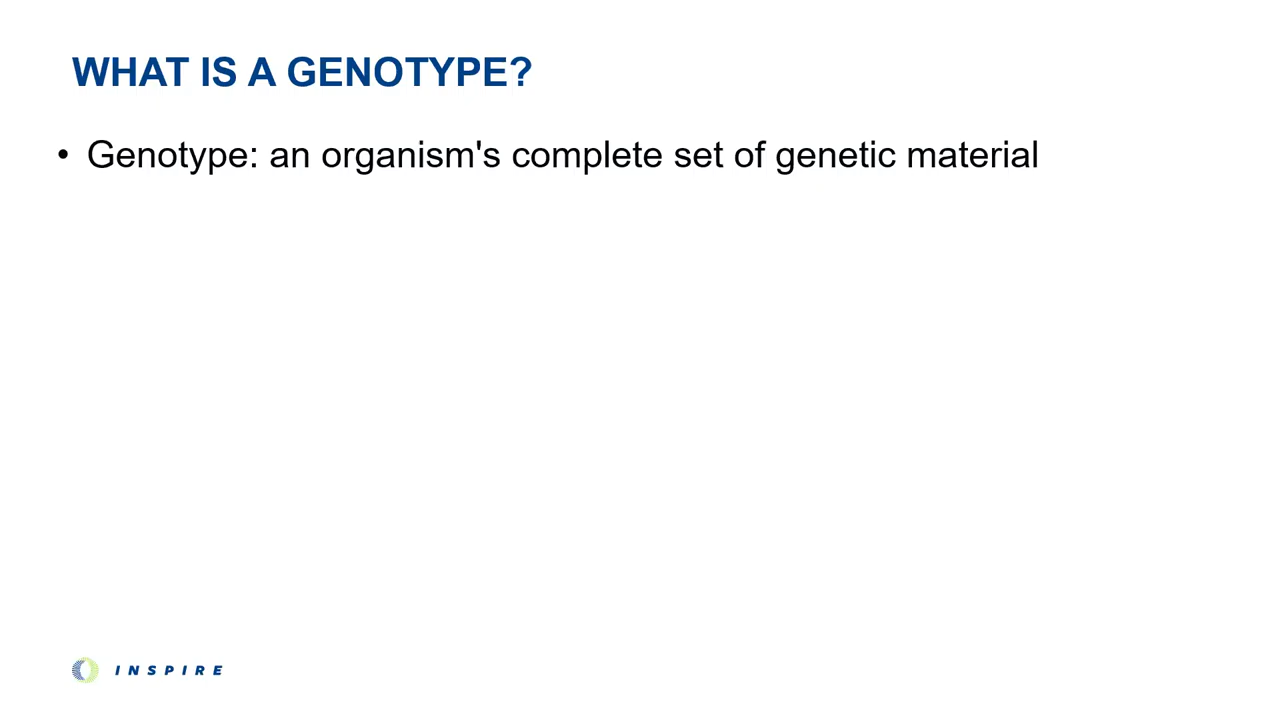 WHAT IS A GENOTYPE?
• Genotype: an organism's complete set of genetic material
INSPIRE